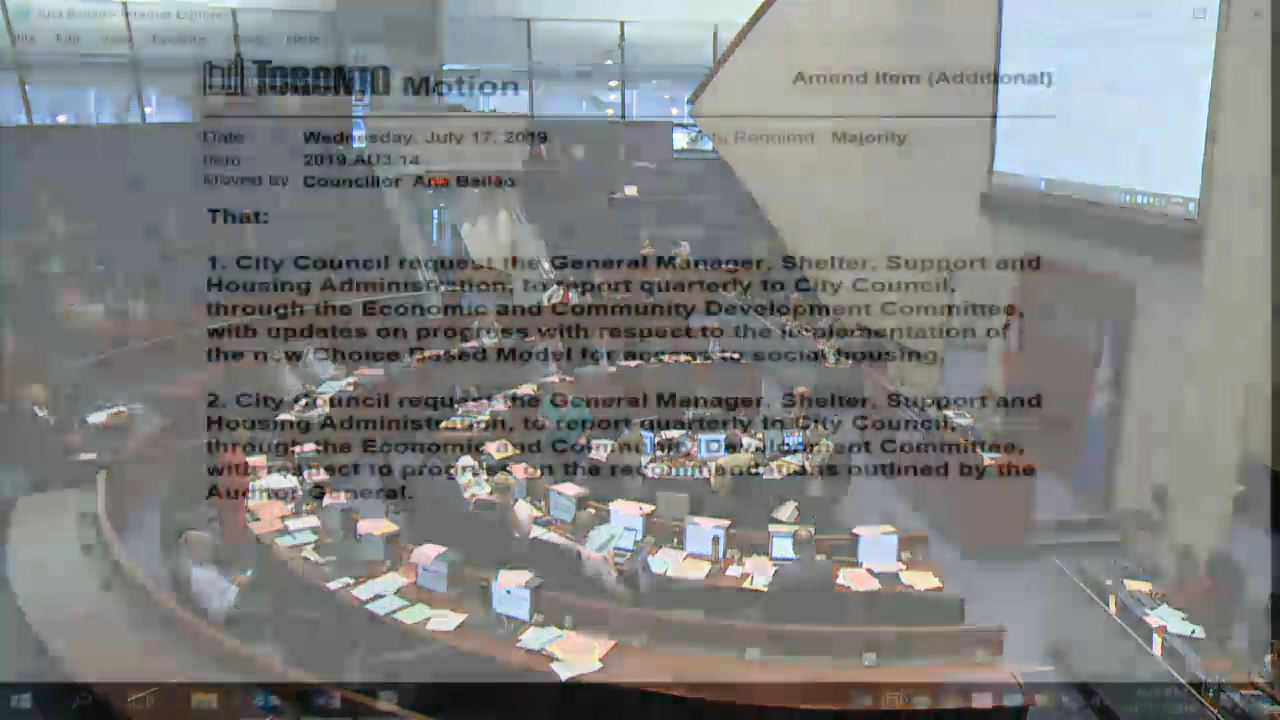 TORONTO Motion
Amend Item (Additional)
Date Wednesday, July 17, 2019
Required Majority
Item 2019.AU3.14
Moved by Councillor Ana Bailão
That:
1. City Council request the General Manager, Shelter, Support and
Housing Administration, to report quarterly to City Council,
through the Economic and Community Development Committee,
with updates on progress with respect to the implementation of
the new Choice Based Model for access to social housing.
2. City Council request the General Manager, Shelter, Support and
Housing Administration, to report quarterly to City Council,
through the Economic and Community Development Committee,
with respect to progress on the recommendations outlined by the
Auditor General.